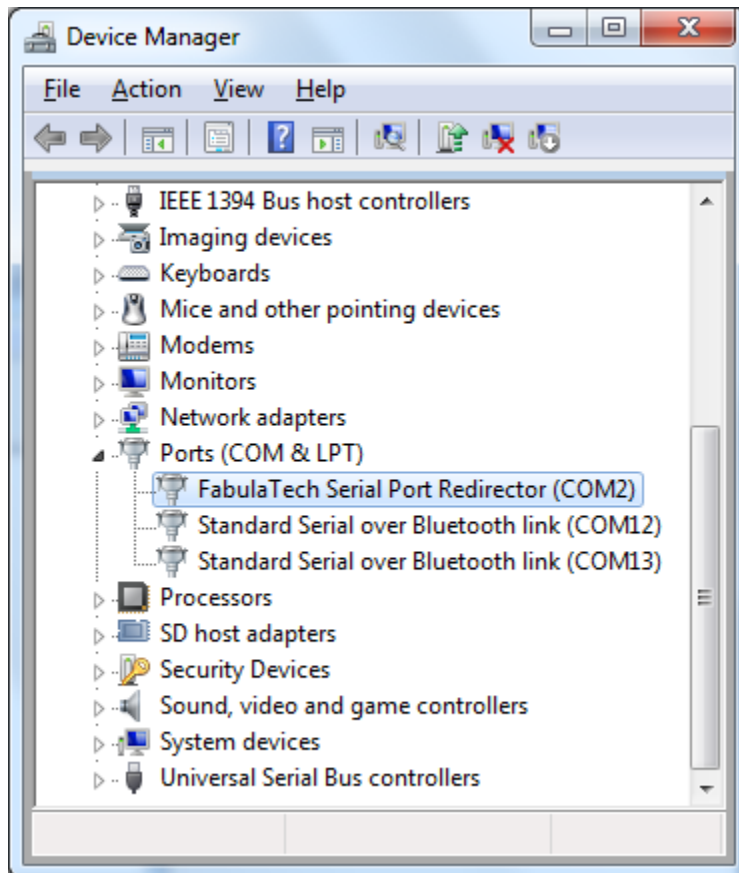 Device Manager
File Action View Help
IEEE 1394 Bus host controllers
Imaging devices
Keyboards
Mice and other pointing devices
Modems
Monitors
Network adapters
Ports (COM & LPT)
FabulaTech Serial Port Redirector (COM2)
Standard Serial over Bluetooth link (COM12)
Standard Serial over Bluetooth link (COM13)
Processors
SD host adapters
Security Devices
Sound, video and game controllers
System devices
Universal Serial Bus controllers